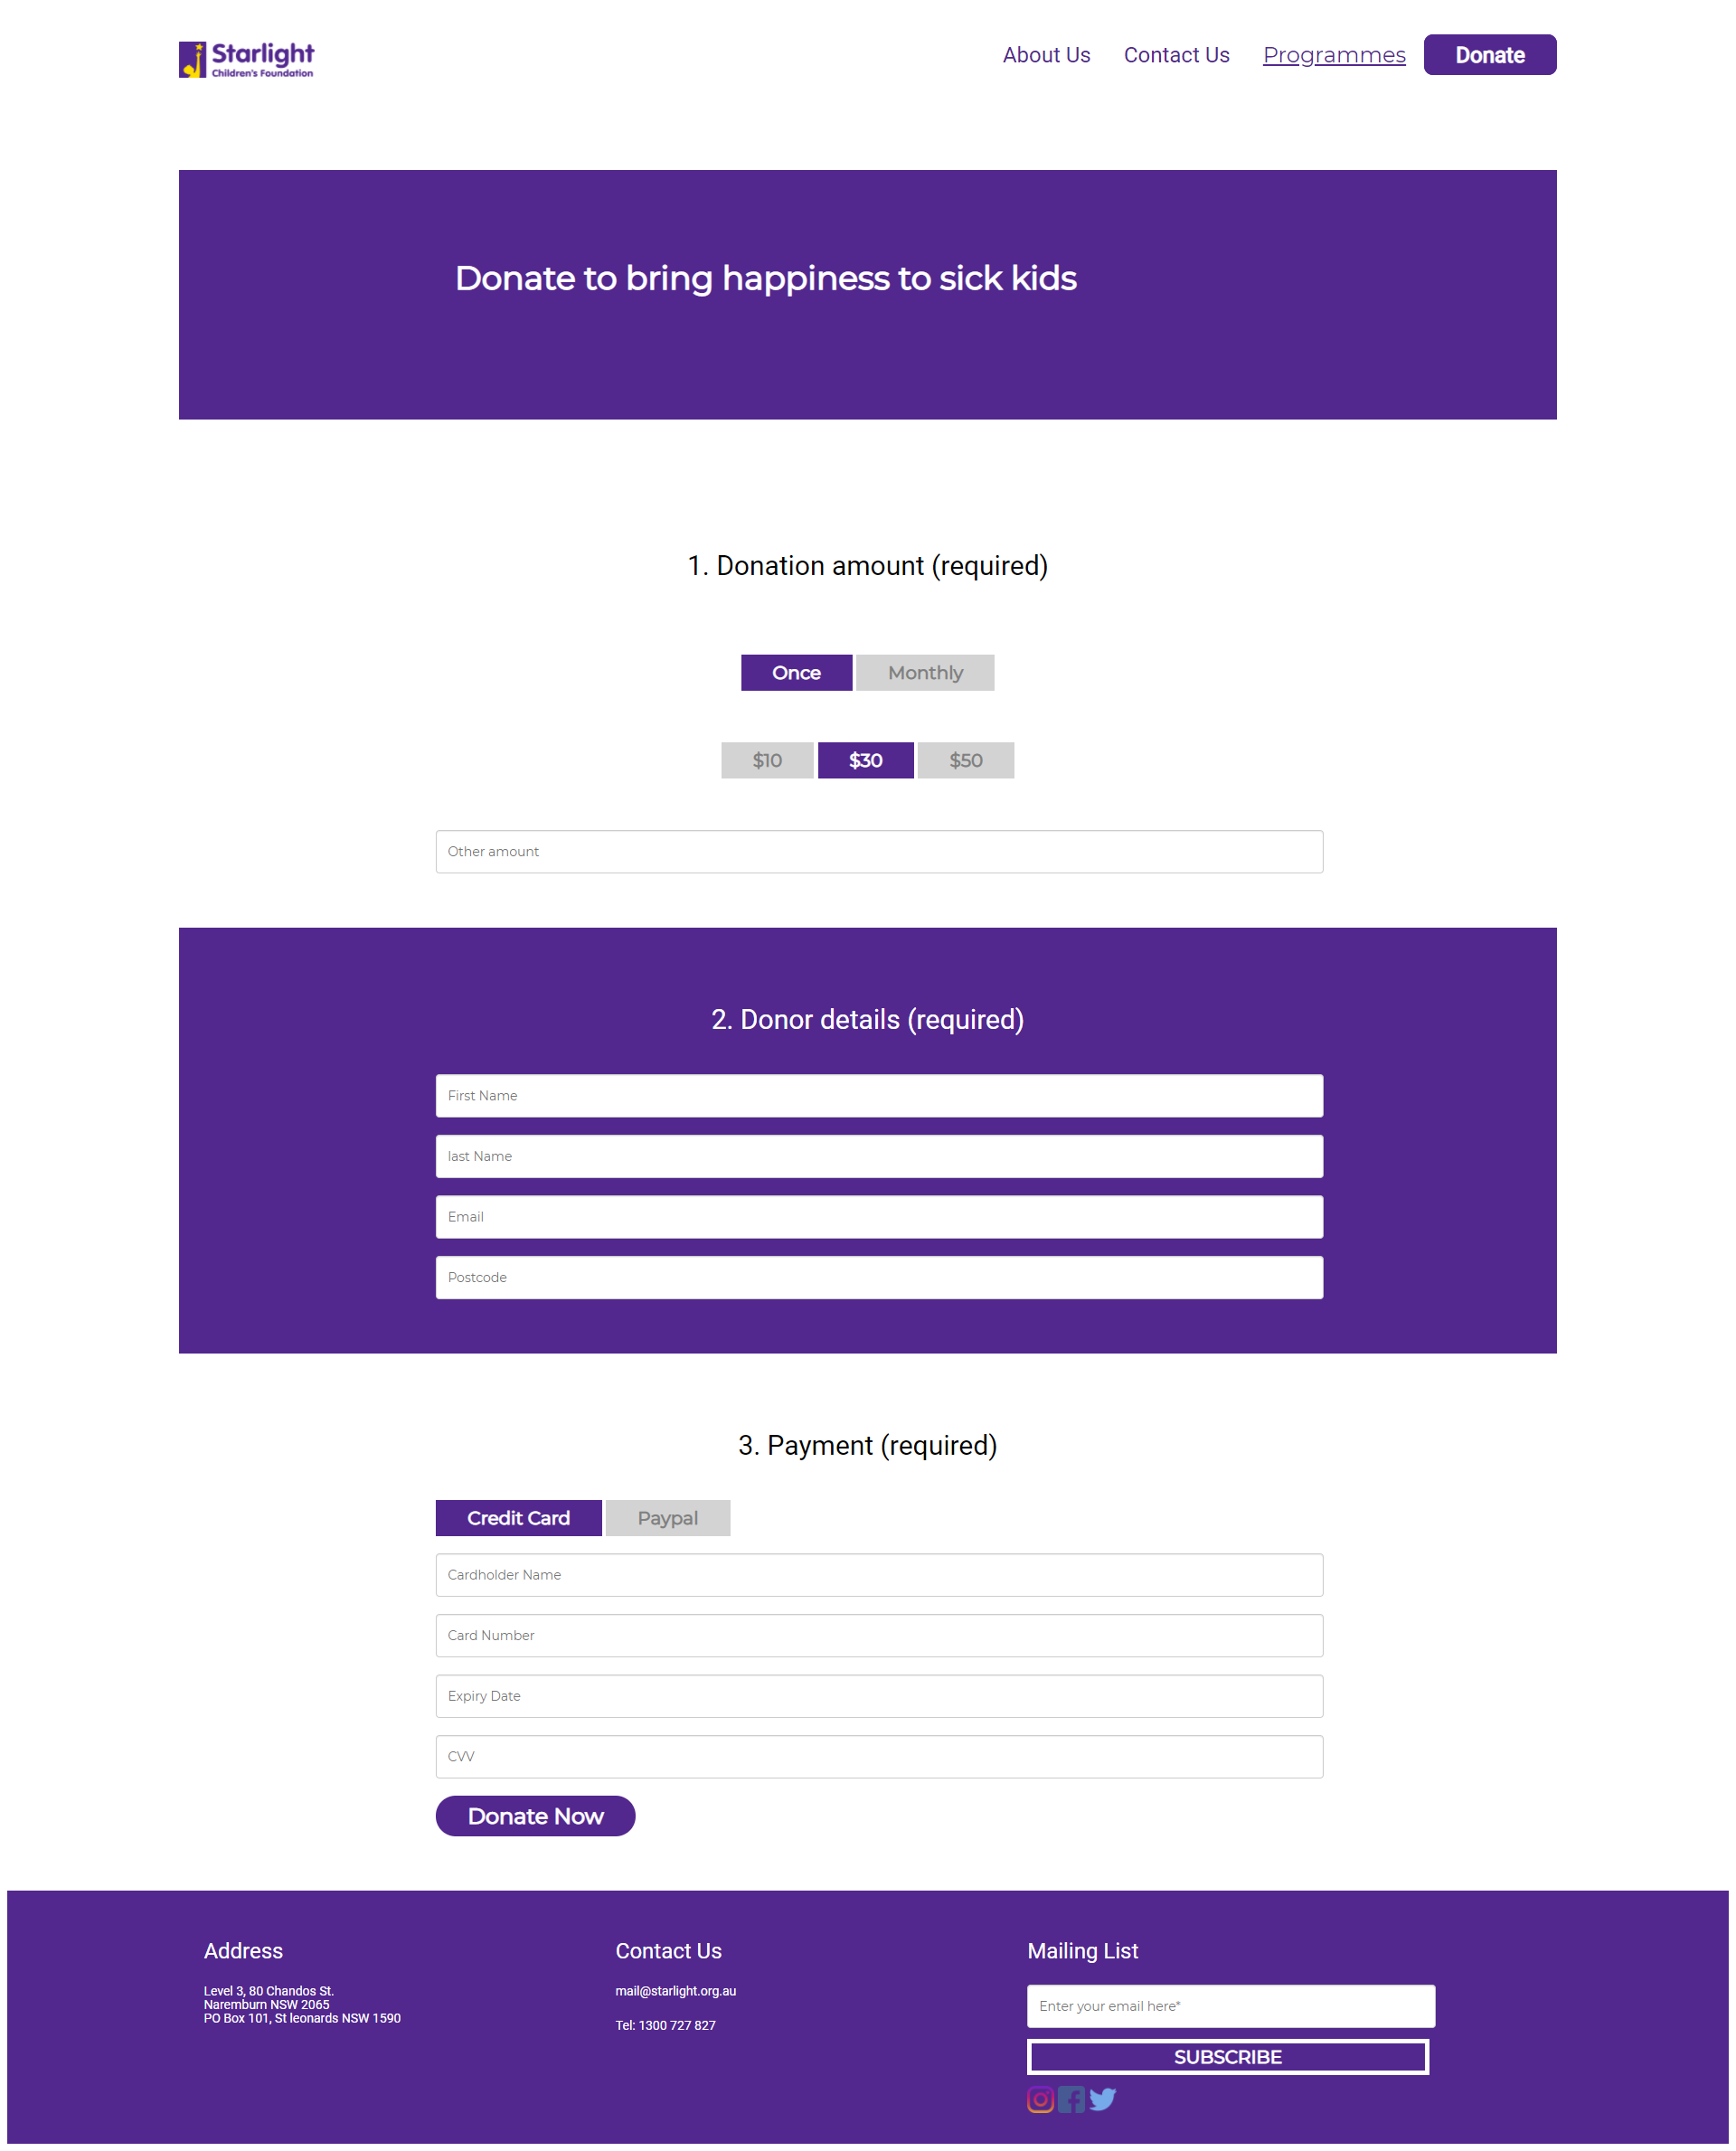 Starlight
Children's Foundation
About Us Contact Us Programmes Donate
Donate to bring happiness to sick kids
1. Donation amount (required)
Once Monthly
$10 $30 $50
Other amount
2. Donor details (required)
First Name
last Name
Email
Postcode
3. Payment (required)
Credit Card Paypal
Cardholder Name
Card Number
Expiry Date
CVV
Donate Now
Address
Level 3, 80 Chandos St.
Naremburn NSW 2065
PO Box 101, St leonards NSW 1590
Contact Us
mail@starlight.org.au
Tel: 1300 727 827
Mailing List
Enter your email here*
SUBSCRIBE